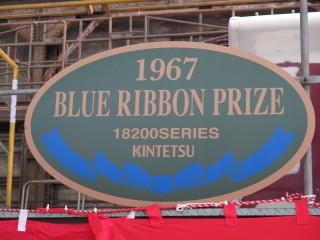 1967
BLUE RIBBON PRIZE
18200SERIES
KINTETSU